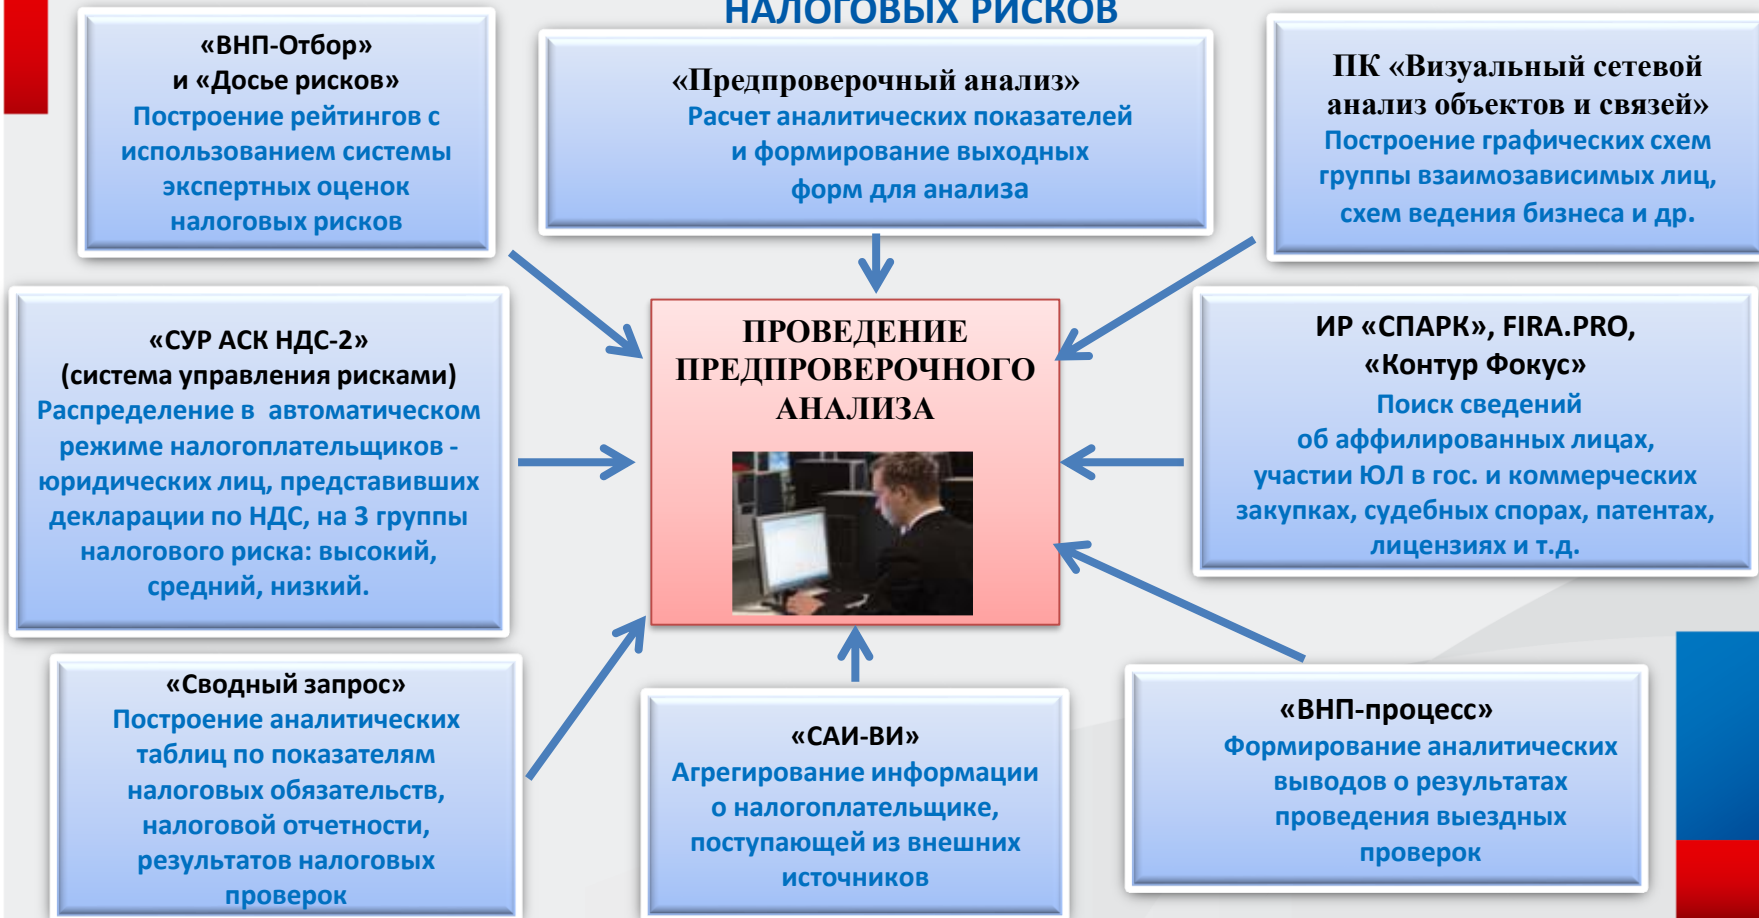 НАЛОГОВЫХ РИСКОВ
«ВНП-Отбор»
и «Досье рисков»
Построение рейтингов с
использованием системы
экспертных оценок
налоговых рисков
«Предпроверочный анализ»
Расчет аналитических показателей
и формирование выходных
форм для анализа
ПК «Визуальный сетевой
анализ объектов и связей»
Построение графических схем
группы взаимозависимых лиц,
схем ведения бизнеса и др.
«СУР АСК НДС-2»
(система управления рисками)
Распределение в автоматическом
режиме налогоплательщиков -
юридических лиц, представивших
декларации по НДС, на 3 группы
налогового риска: высокий,
средний, низкий.
ПРОВЕДЕНИЕ
ПРЕДПРОВЕРОЧНОГО
АНАЛИЗА
ИР «СПАРК», FIRA.PRO,
«Контур Фокус»
Поиск сведений
об аффилированных лицах,
участии ЮЛ в гос. и коммерческих
закупках, судебных спорах, патентах,
лицензиях и т.д.
«Сводный запрос»
Построение аналитических
таблиц по показателям
налоговых обязательств,
налоговой отчетности,
результатов налоговых
проверок
«САИ-ВИ»
Агрегирование информации
о налогоплательщике,
поступающей из внешних
источников
«ВНП-процесс»
Формирование аналитических
выводов о результатах
проведения выездных
проверок